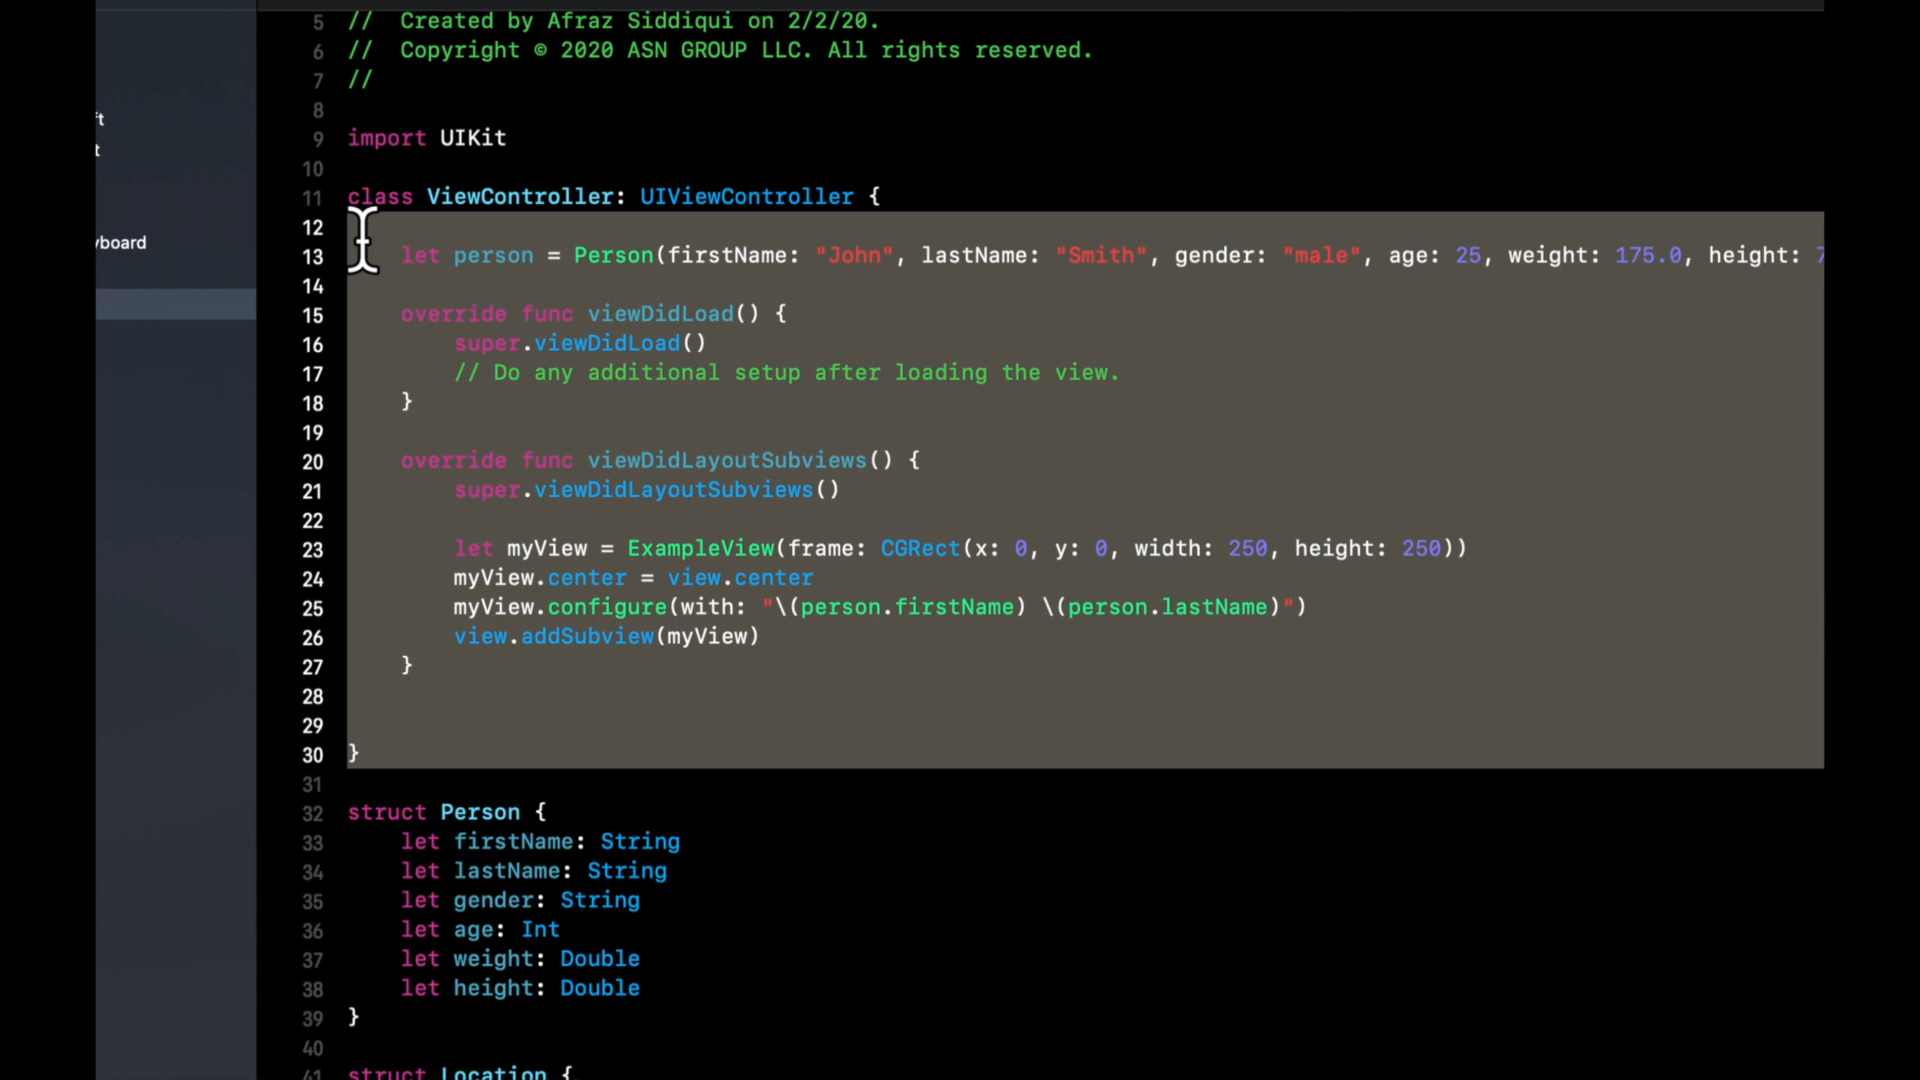 5 //  Created by Afraz Siddiqui on 2/2/20.
6 //  Copyright © 2020 ASN GROUP LLC. All rights reserved.
7 //
8
ft
9 import UIKit
t
10
11 class ViewController: UIViewController {
12
yboard
13     let person = Person(firstName: "John", lastName: "Smith", gender: "male", age: 25, weight: 175.0, height: 7
14
15     override func viewDidLoad() {
16         super.viewDidLoad()
17         // Do any additional setup after loading the view.
18     }
19
20     override func viewDidLayoutSubviews() {
21         super.viewDidLayoutSubviews()
22
23         let myView = ExampleView(frame: CGRect(x: 0, y: 0, width: 250, height: 250))
24         myView.center = view.center
25         myView.configure(with: "\(person.firstName) \(person.lastName)")
26         view.addSubview(myView)
27     }
28
29
30 }
31
32 struct Person {
33     let firstName: String
34     let lastName: String
35     let gender: String
36     let age: Int
37     let weight: Double
38     let height: Double
39 }
40
41 struct Location {